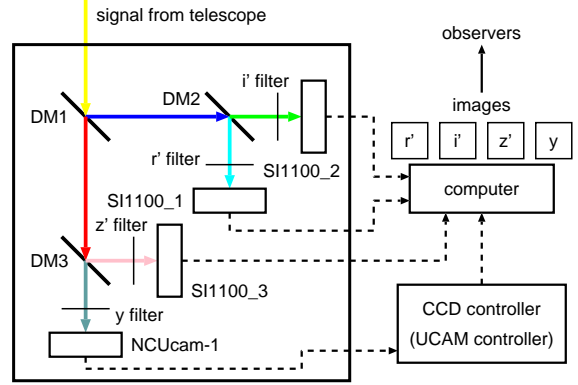 signal from telescope
observers
images
i' filter
DM2
DM1
r' i' z' y
r' filter
SI1100_2
computer
SI1100_1
z' filter
DM3
SI1100_3
y filter
CCD controller
(UCAM controller)
NCUcam-1